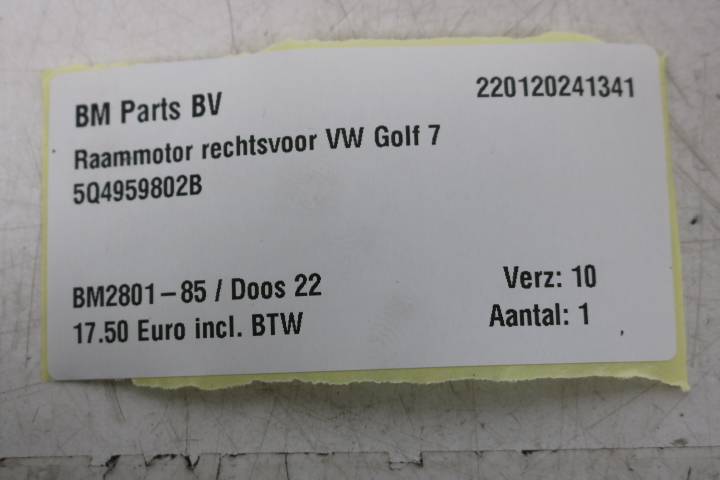 BM Parts BV 220120241341
Raammotor rechtsvoor VW Golf 7
5Q4959802B
BM2801-85 / Doos 22 Verz: 10
17.50 Euro incl. BTW Aantal: 1